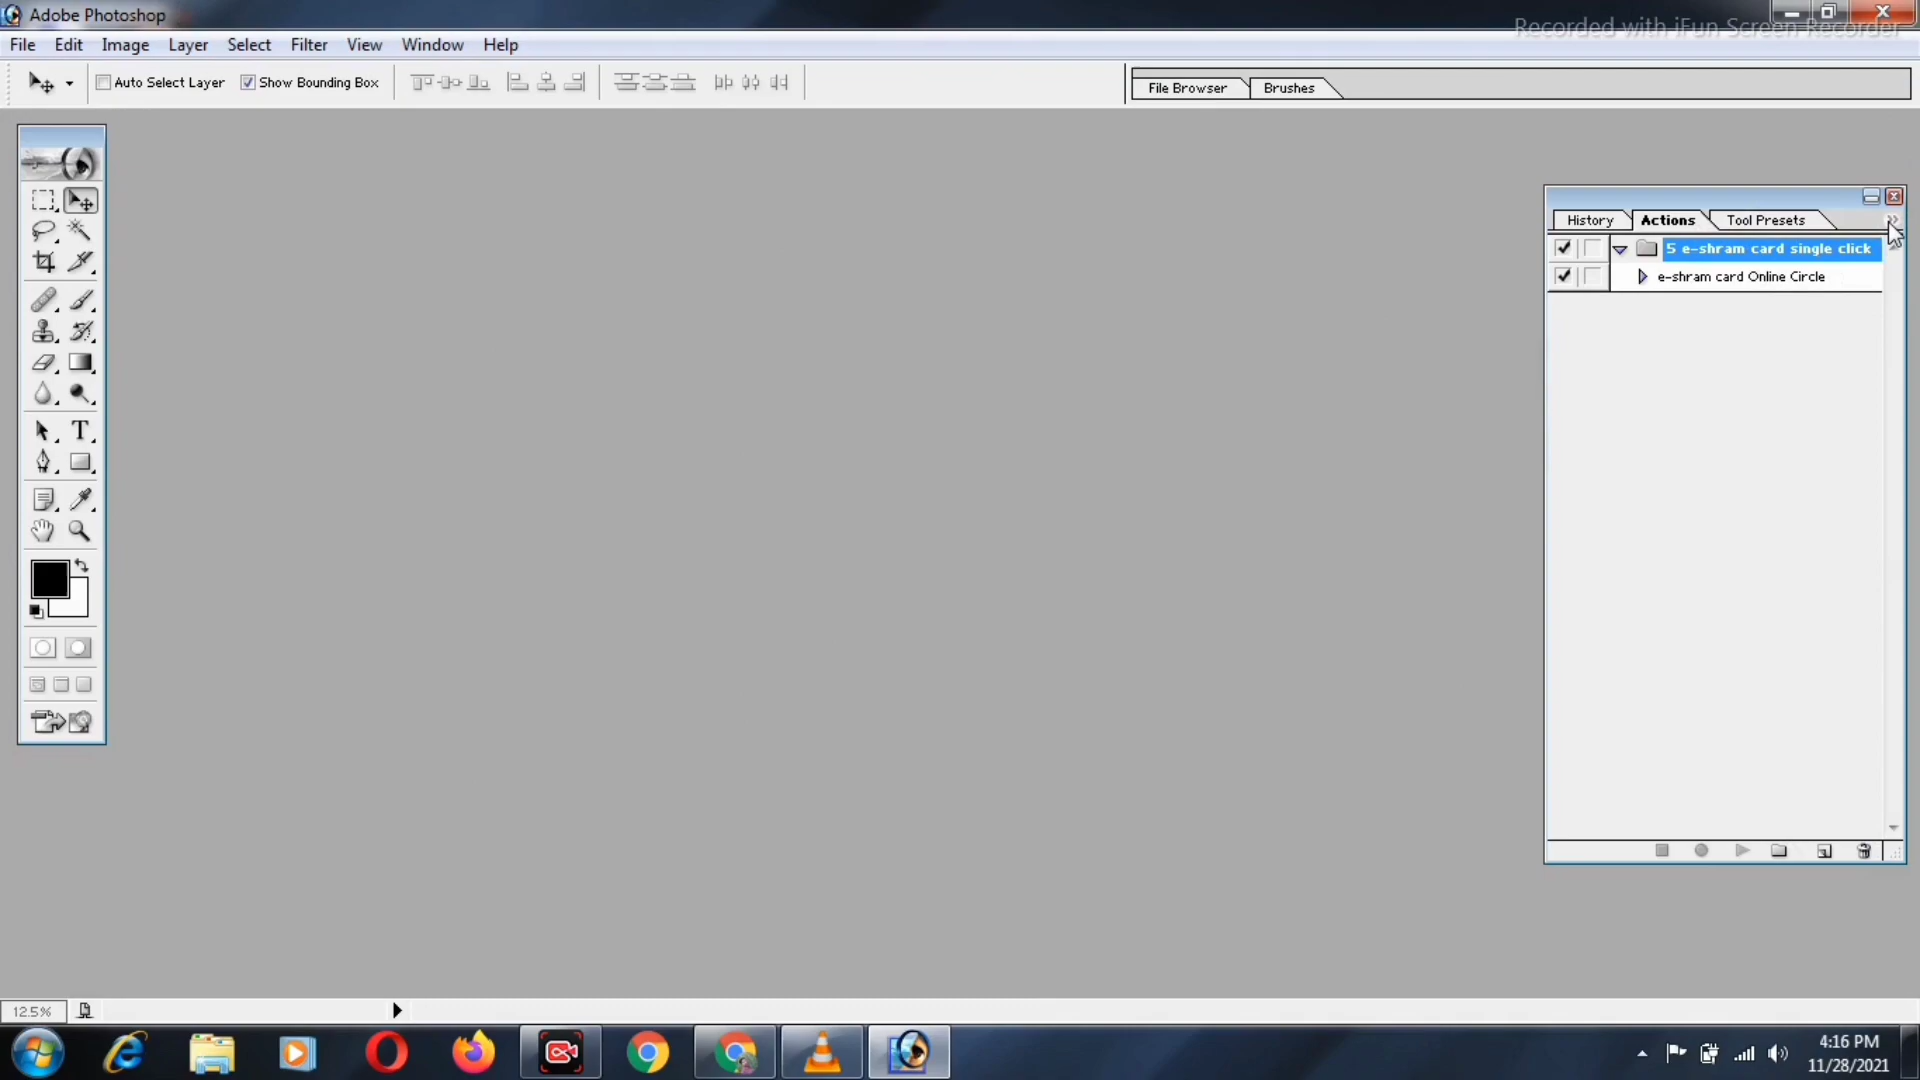 Adobe Photoshop
Recorded with iFun Screen Recorder
File Edit Image Layer Select Filter View Window Help
Auto Select Layer Show Bounding Box File Browser Brushes
History Actions Tool Presets
5 e-shram card single click
e-shram card Online Circle
12.5%
4:16 PM
11/28/2021